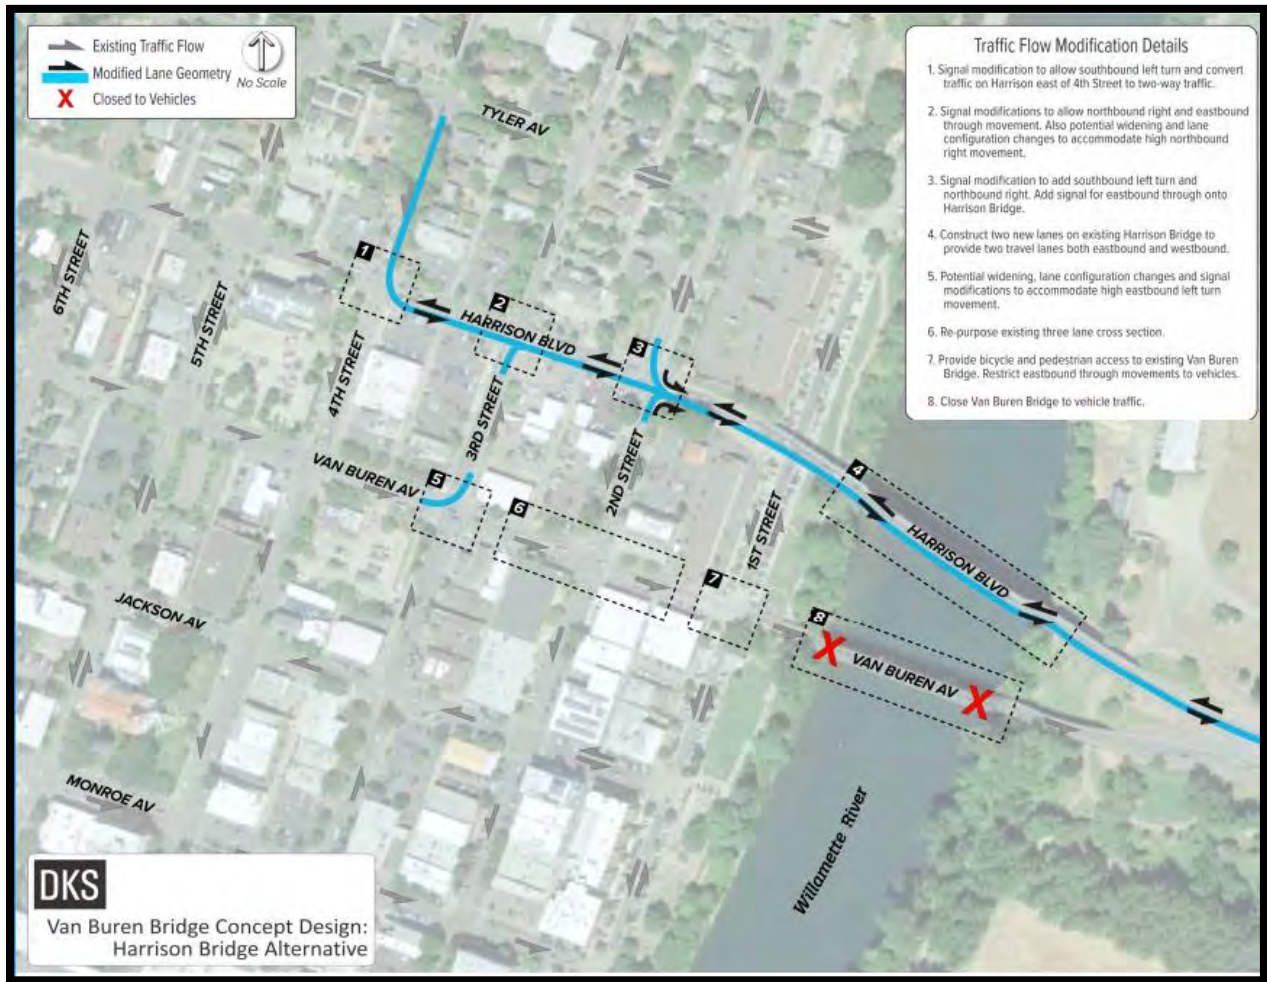 Existing Traffic Flow
Modified Lane Geometry
X Closed to Vehicles
No Scale
Traffic Flow Modification Details
1. Signal modification to allow southbound left turn and convert
traffic on Harrison east of 4th Street to two-way traffic.
2. Signal modifications to allow northbound right and eastbound
through movement. Also potential widening and lane
configuration changes to accommodate high northbound
right movement.
3. Signal modification to add southbound left turn and
northbound right. Add signal for eastbound through onto
Harrison Bridge.
4. Construct two new lanes on existing Harrison Bridge to
provide two travel lanes both eastbound and westbound.
5. Potential widening, lane configuration changes and signal
modifications to accommodate high eastbound left turn
movement.
6. Re-purpose existing three lane cross section.
7. Provide bicycle and pedestrian access to existing Van Buren
Bridge. Restrict eastbound through movements to vehicles.
8. Close Van Buren Bridge to vehicle traffic.
TYLER AV
6TH STREET
5TH STREET
4TH STREET
1
2
HARRISON BLVD
3
3RD STREET
2ND STREET
VAN BUREN AV
5
6
4
HARRISON BLVD
1ST STREET
7
8
X VAN BUREN AV X
JACKSON AV
MONROE AV
Willamette River
DKS
Van Buren Bridge Concept Design:
Harrison Bridge Alternative